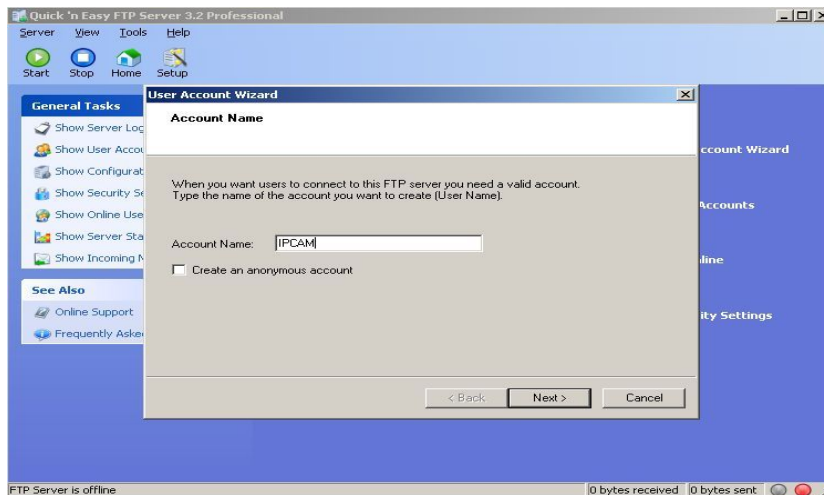 Quick 'n Easy FTP Server 3.2 Professional
Server View Tools Help
Start Stop Home Setup
General Tasks
Show Server Log
Show User Accou
Show Configurat
Show Security Se
Show Online Use
Show Server Sta
Show Incoming M
See Also
Online Support
Frequently Aske
User Account Wizard
Account Name
When you want users to connect to this FTP server you need a valid account.
Type the name of the account you want to create (User Name).
Account Name: IPCAM
Create an anonymous account
< Back Next > Cancel
ccount Wizard
Accounts
line
ity Settings
FTP Server is offline
0 bytes received 0 bytes sent